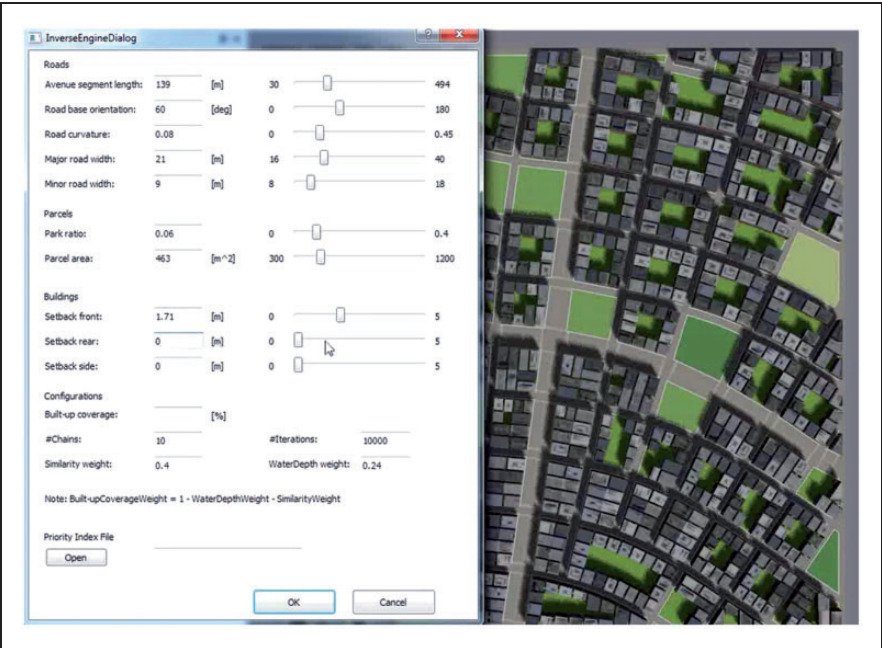 InverseEngineDialog
Roads
Avenue segment length: 139 [m] 30 494
Road base orientation: 60 [deg] 0 180
Road curvature: 0.08 0 0.45
Major road width: 21 [m] 16 40
Minor road width: 9 [m] 8 18
Parcels
Park ratio: 0.06 0 0.4
Parcel area: 463 [m^2] 300 1200
Buildings
Setback front: 1.71 [m] 0 5
Setback rear: 0 [m] 0 5
Setback side: 0 [m] 0 5
Configurations
Built-up coverage: [%]
#Chains: 10 #Iterations: 10000
Similarity weight: 0.4 WaterDepth weight: 0.24
Note: Built-upCoverageWeight = 1 - WaterDepthWeight - SimilarityWeight
Priority Index File
Open
OK Cancel